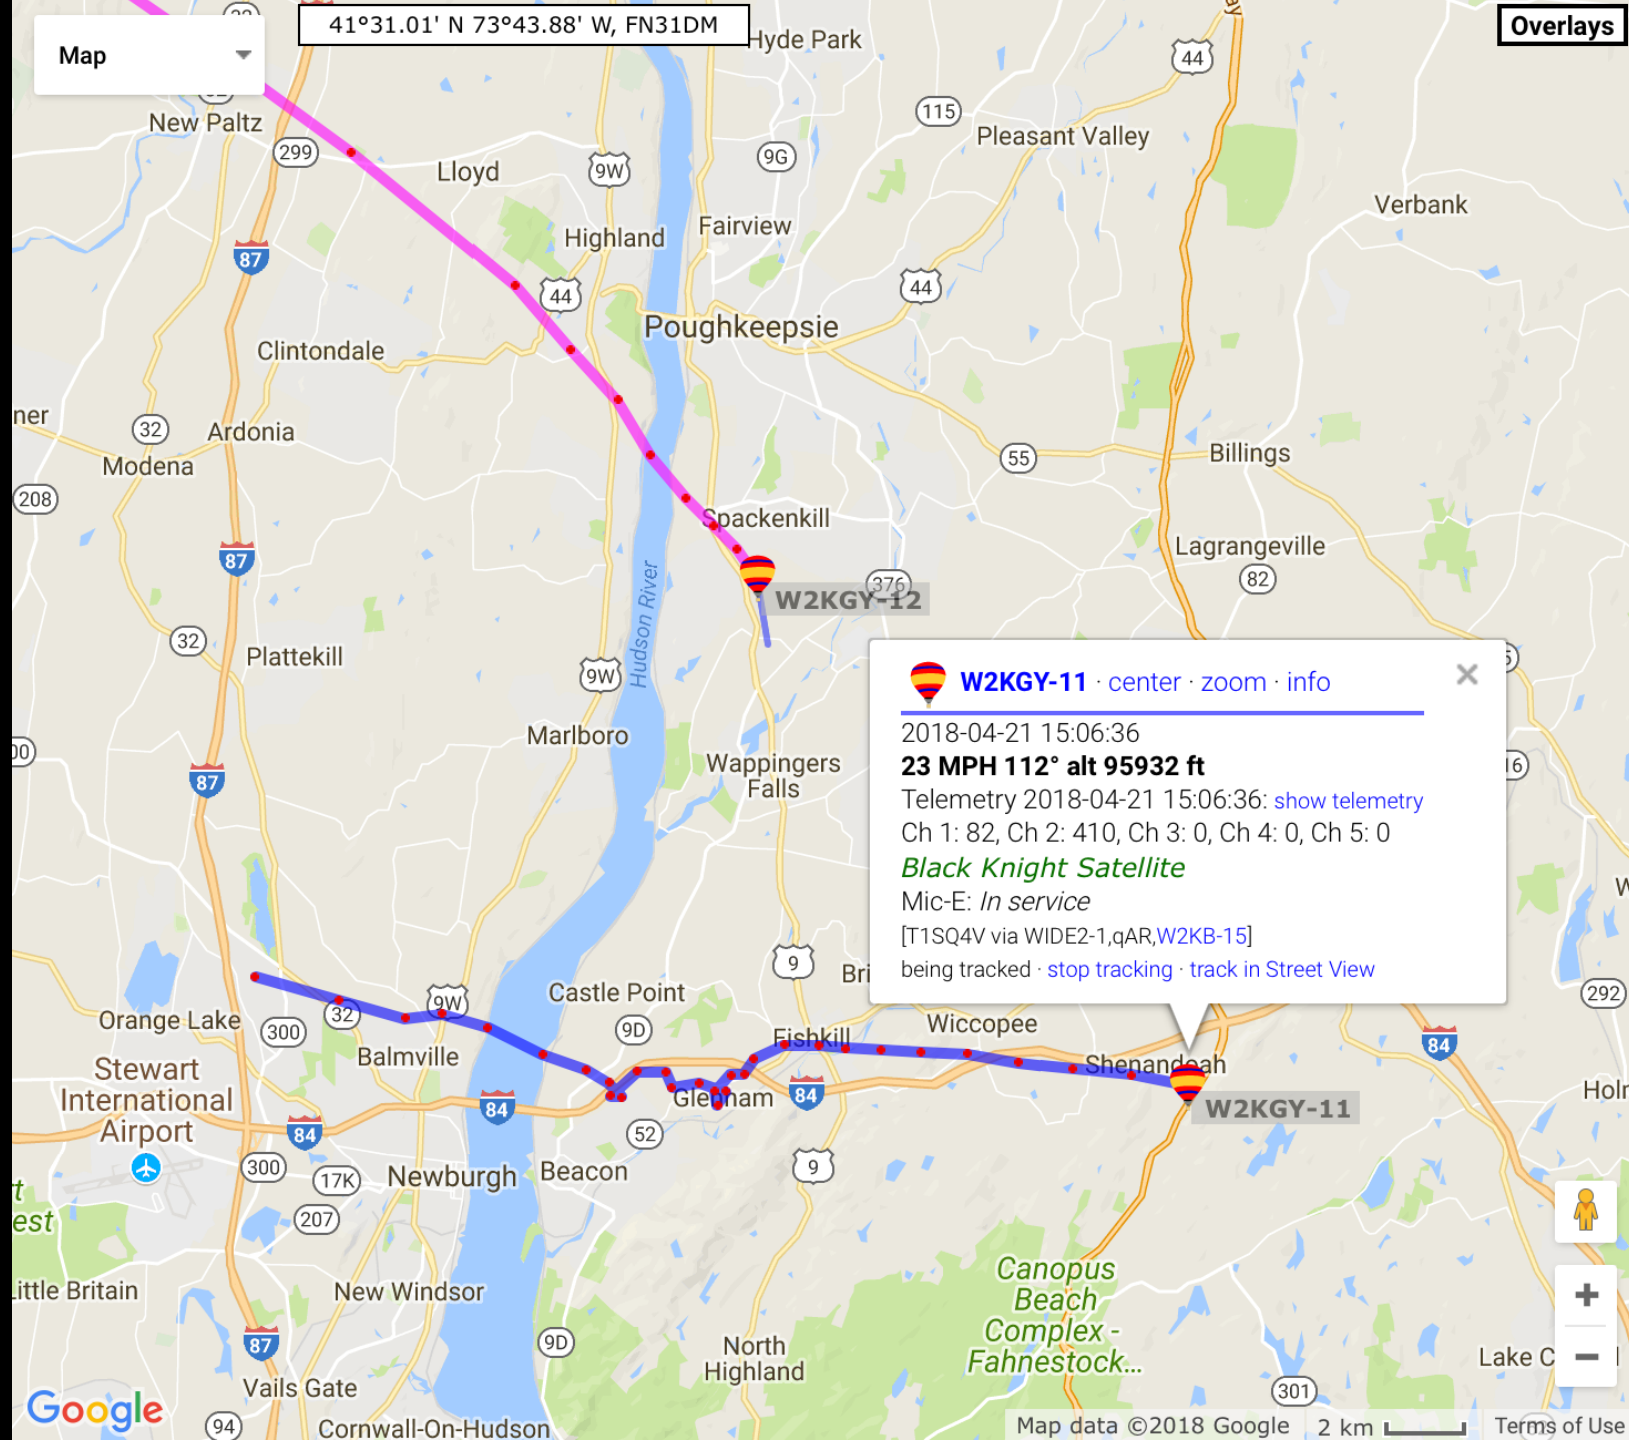 41°31.01' N 73°43.88' W, FN31DM
Overlays
Map
Hyde Park
44
New Paltz
299
Lloyd
9W
9G
115
Pleasant Valley
Verbank
87
Highland
Fairview
44
44
Poughkeepsie
Clintondale
ner
32
Ardonia
Modena
208
55
Billings
Spackenkill
87
Lagrangeville
82
376
W2KGY-12
Hudson River
32
Plattekill
9W
Marlboro
Wappingers
Falls
87
W2KGY-11 · center · zoom · info
2018-04-21 15:06:36
23 MPH 112° alt 95932 ft
Telemetry 2018-04-21 15:06:36: show telemetry
Ch 1: 82, Ch 2: 410, Ch 3: 0, Ch 4: 0, Ch 5: 0
Black Knight Satellite
Mic-E: In service
[T1SQ4V via WIDE2-1,qAR,W2KB-15]
being tracked · stop tracking · track in Street View
9
Bri
292
Castle Point
9W
32
Orange Lake
300
9D
Fishkill
Wiccopee
Balmville
84
Shenandoah
Stewart
International
Airport
84
Glenham
84
W2KGY-11
84
52
Holm
300
17K
Newburgh
Beacon
9
207
est
Little Britain
New Windsor
Canopus
Beach
Complex -
Fahnestock...
87
9D
North
Highland
Lake C
Vails Gate
301
Google
94
Cornwall-On-Hudson
Map data ©2018 Google
2 km
Terms of Use